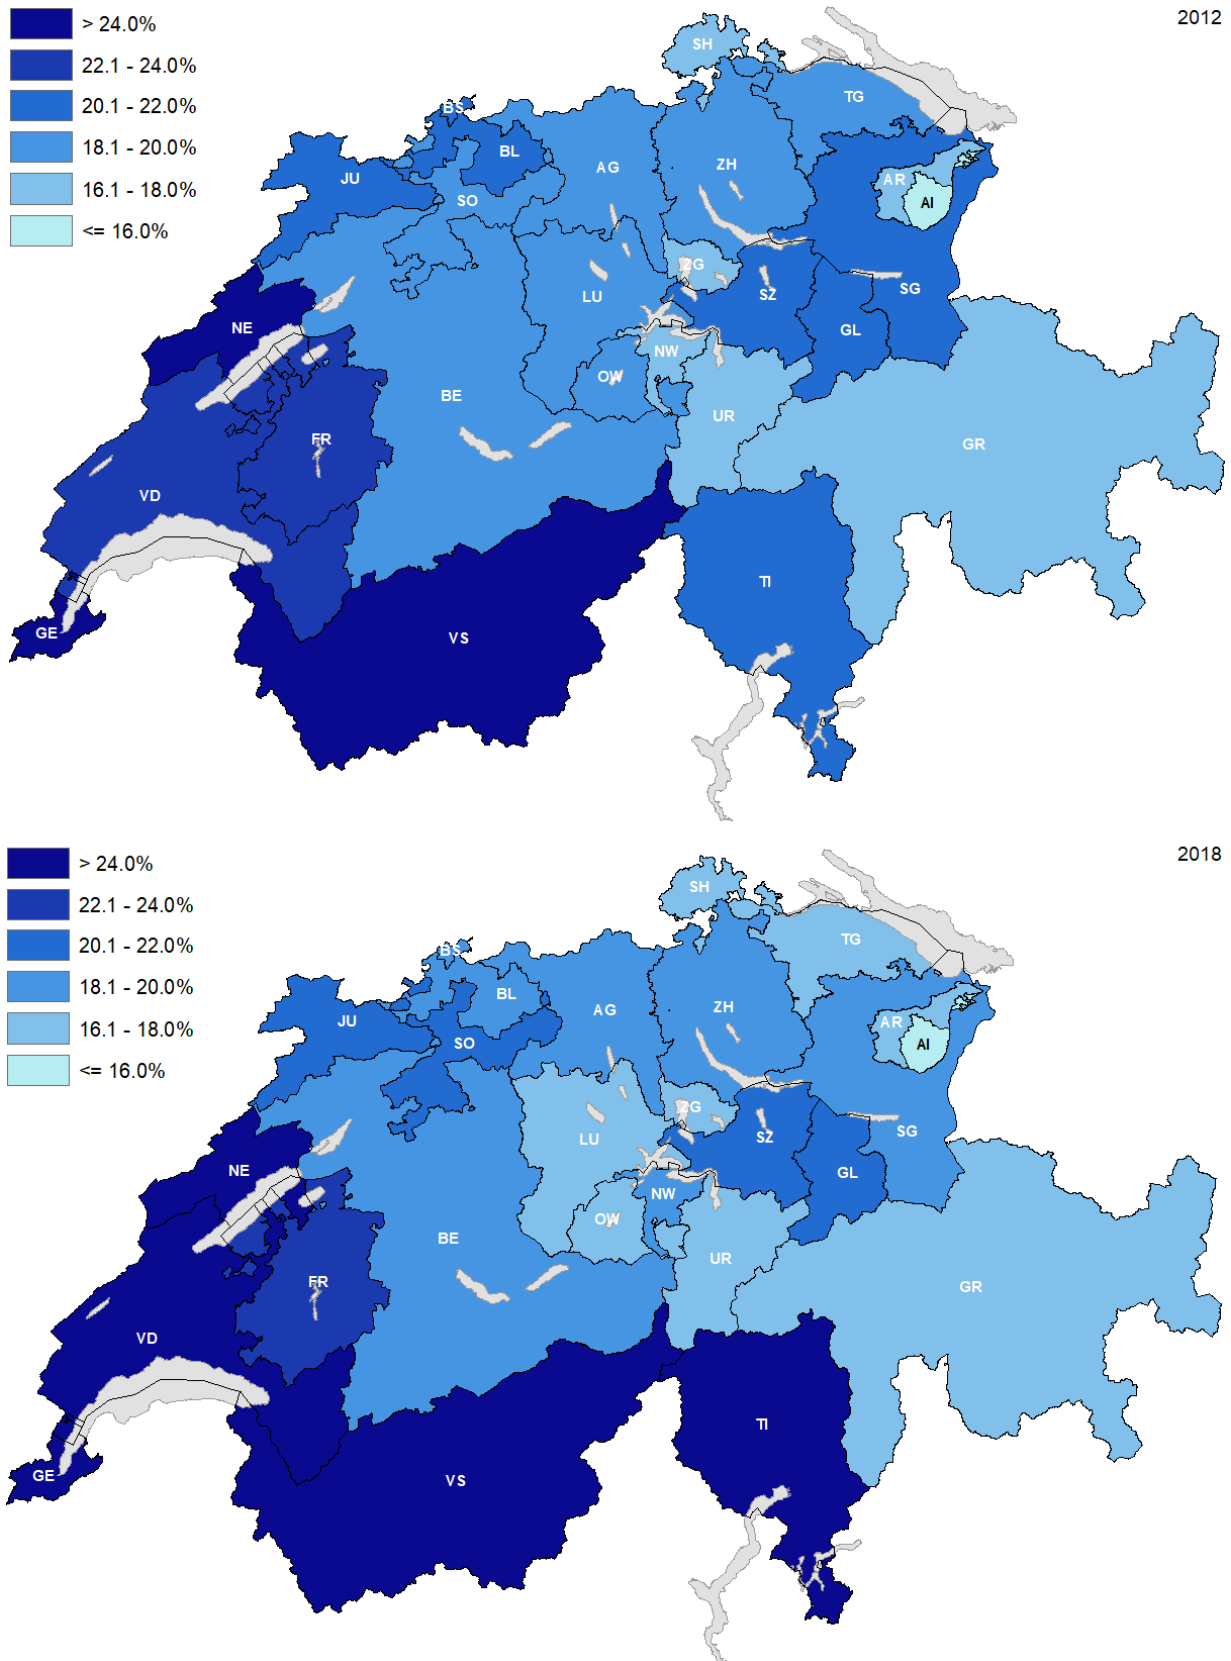 2012
> 24.0%
22.1 - 24.0%
20.1 - 22.0%
18.1 - 20.0%
16.1 - 18.0%
<= 16.0%
SH
TG
BS
BL
AG
ZH
JU
SO
AR
AI
ZG
LU
SZ
SG
NE
GL
NW
OW
BE
UR
FR
GR
VD
TI
GE
VS
2018
> 24.0%
22.1 - 24.0%
20.1 - 22.0%
18.1 - 20.0%
16.1 - 18.0%
<= 16.0%
SH
TG
BS
BL
AG
ZH
JU
SO
AR
AI
ZG
LU
SZ
SG
NE
GL
NW
OW
BE
UR
FR
GR
VD
TI
GE
VS